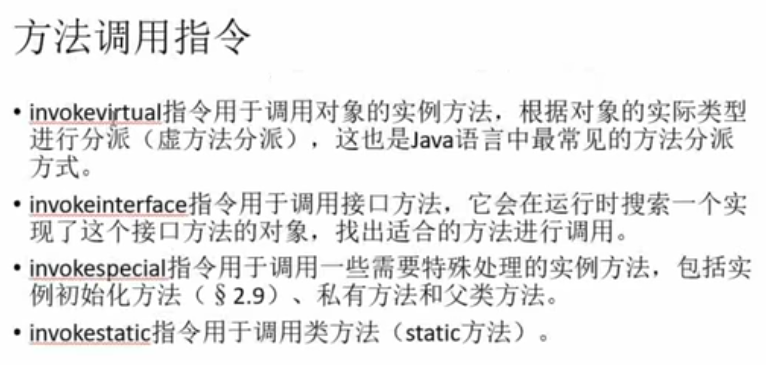 方法调用指令
• invokevirtual指令用于调用对象的实例方法，根据对象的实际类型
进行分派（虚方法分派），这也是Java语言中最常见的方法分派
方式。
• invokeinterface指令用于调用接口方法，它会在运行时搜索一个实
现了这个接口方法的对象，找出适合的方法进行调用。
• invokespecial指令用于调用一些需要特殊处理的实例方法，包括实
例初始化方法（§2.9）、私有方法和父类方法。
• invokestatic指令用于调用类方法（static方法）。